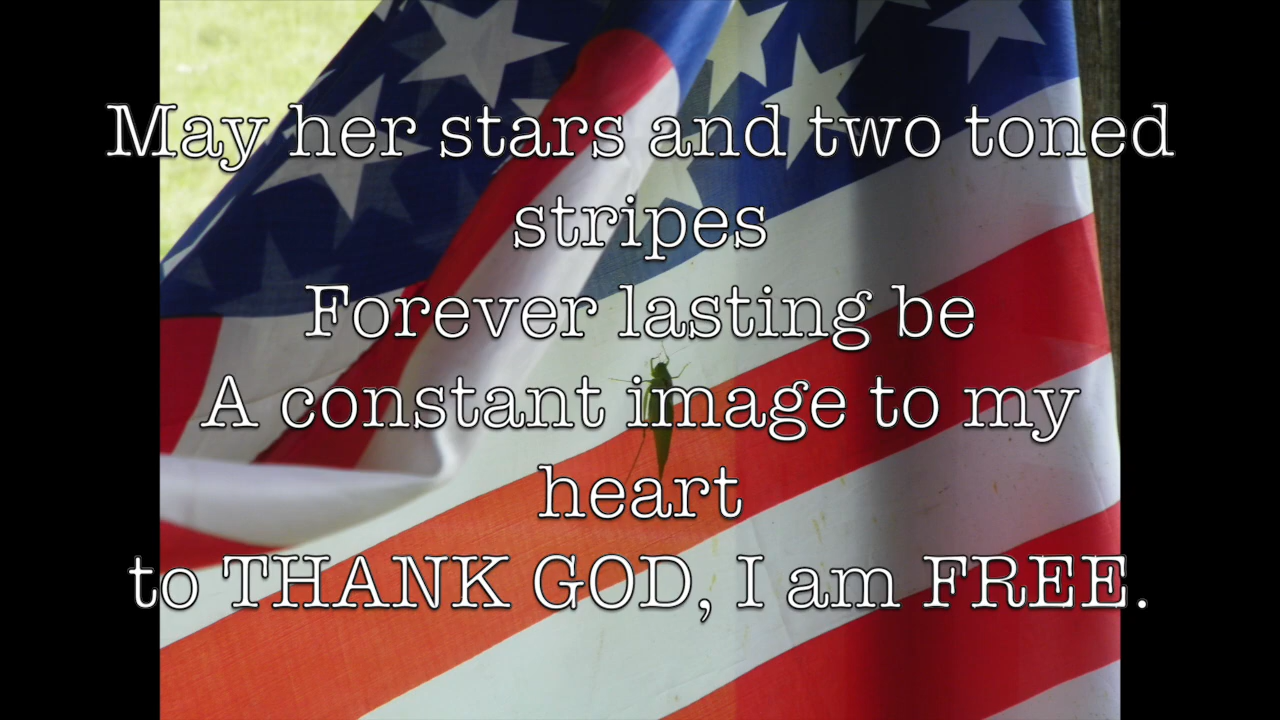 May her stars and two toned
stripes
Forever lasting be
A constant image to my
heart
to THANK GOD, I am FREE.